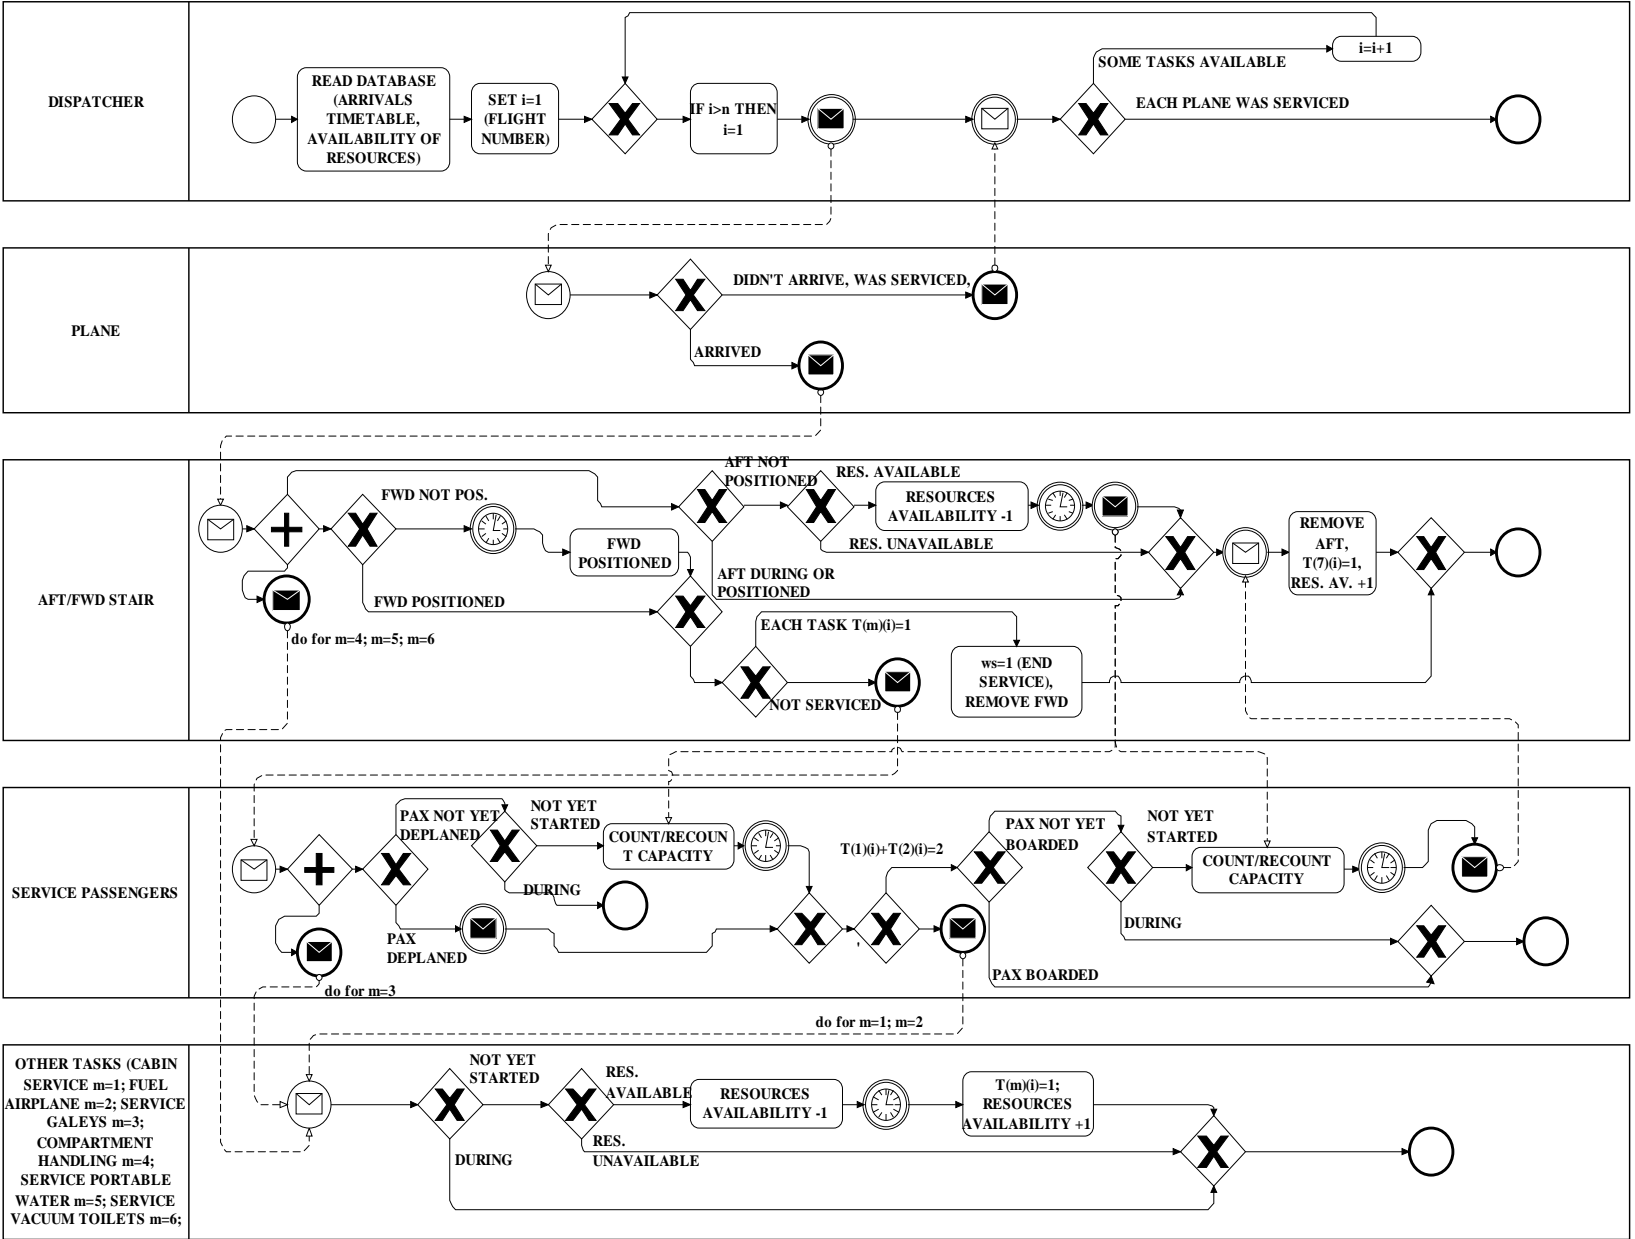 DISPATCHER
READ DATABASE
(ARRIVALS
TIMETABLE,
AVAILABILITY OF
RESOURCES)
SET i=1
(FLIGHT
NUMBER)
IF i>n THEN
i=1
SOME TASKS AVAILABLE
i=i+1
EACH PLANE WAS SERVICED
PLANE
DIDN'T ARRIVE, WAS SERVICED,
ARRIVED
AFT/FWD STAIR
do for m=4; m=5; m=6
FWD NOT POS.
FWD
POSITIONED
FWD POSITIONED
AFT NOT
POSITIONED
RES. AVAILABLE
RESOURCES
AVAILABILITY -1
RES. UNAVAILABLE
AFT DURING OR
POSITIONED
EACH TASK T(m)(i)=1
NOT SERVICED
ws=1 (END
SERVICE),
REMOVE FWD
REMOVE
AFT,
T(7)(i)=1,
RES. AV. +1
SERVICE PASSENGERS
do for m=3
PAX NOT YET
DEPLANED
NOT YET
STARTED
COUNT/RECOUN
T CAPACITY
DURING
PAX
DEPLANED
,
T(1)(i)+T(2)(i)=2
do for m=1; m=2
PAX NOT YET
BOARDED
NOT YET
STARTED
COUNT/RECOUNT
CAPACITY
DURING
PAX BOARDED
OTHER TASKS (CABIN
SERVICE m=1; FUEL
AIRPLANE m=2; SERVICE
GALEYS m=3;
COMPARTMENT
HANDLING m=4;
SERVICE PORTABLE
WATER m=5; SERVICE
VACUUM TOILETS m=6;
NOT YET
STARTED
DURING
RES.
AVAILABLE
RES.
UNAVAILABLE
RESOURCES
AVAILABILITY -1
T(m)(i)=1;
RESOURCES
AVAILABILITY +1